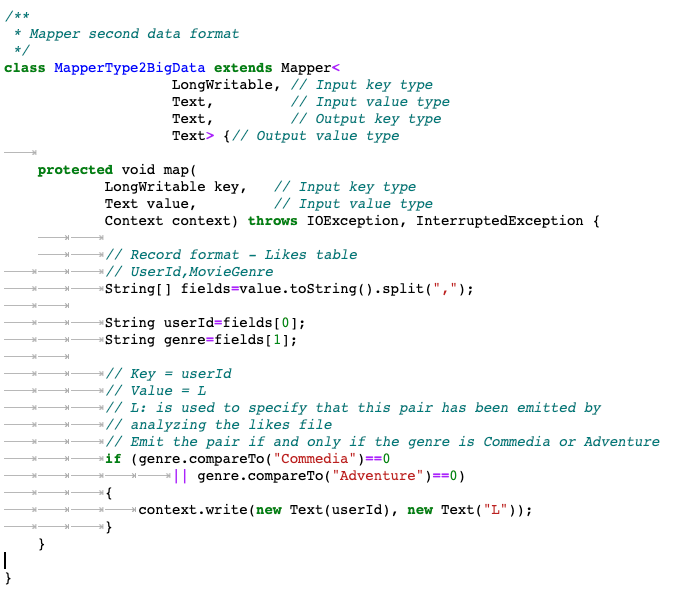 /**
 * Mapper second data format
 */
class MapperType2BigData extends Mapper<
                    LongWritable, // Input key type
                    Text,         // Input value type
                    Text,         // Output key type
                    Text> {// Output value type

    protected void map(
            LongWritable key,   // Input key type
            Text value,         // Input value type
            Context context) throws IOException, InterruptedException {

            // Record format - Likes table
            // UserId,MovieGenre
            String[] fields=value.toString().split(",");

            String userId=fields[0];
            String genre=fields[1];

            // Key = userId
            // Value = L
            // L: is used to specify that this pair has been emitted by
            // analyzing the likes file
            // Emit the pair if and only if the genre is Commedia or Adventure
            if (genre.compareTo("Commedia")==0
                    || genre.compareTo("Adventure")==0)
            {
                context.write(new Text(userId), new Text("L"));
            }
    }

}